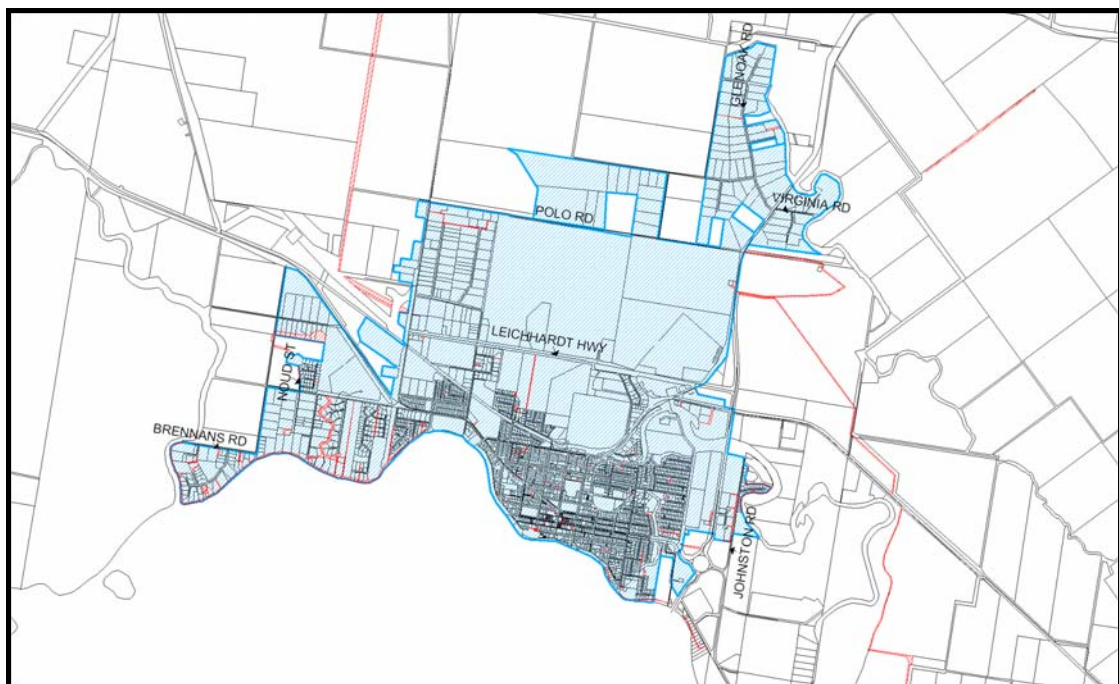 GLENOAK RD
VIRGINIA RD
POLO RD
LEICHHARDT HWY
NOUD ST
BRENNANS RD
JOHNSTON RD